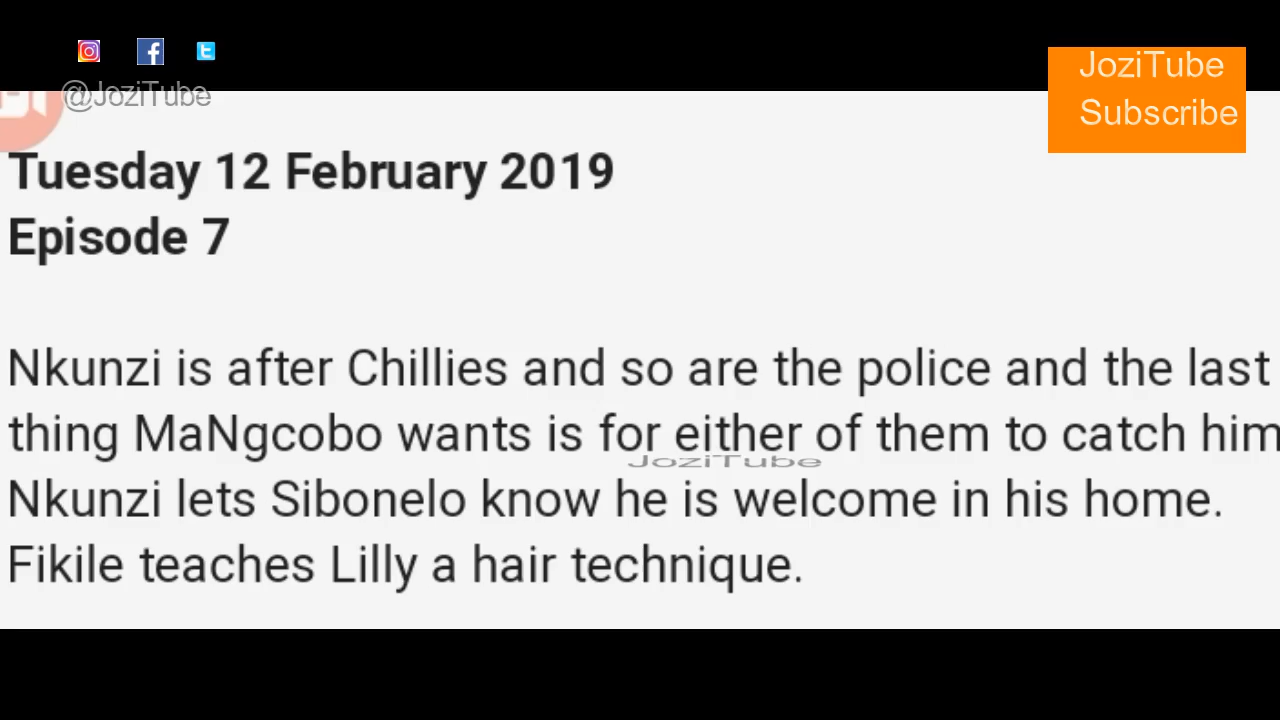 @JoziTube
JoziTube
Subscribe
Tuesday 12 February 2019
Episode 7
Nkunzi is after Chillies and so are the police and the last
thing MaNgcobo wants is for either of them to catch him
JoziTube
Nkunzi lets Sibonelo know he is welcome in his home.
Fikile teaches Lilly a hair technique.